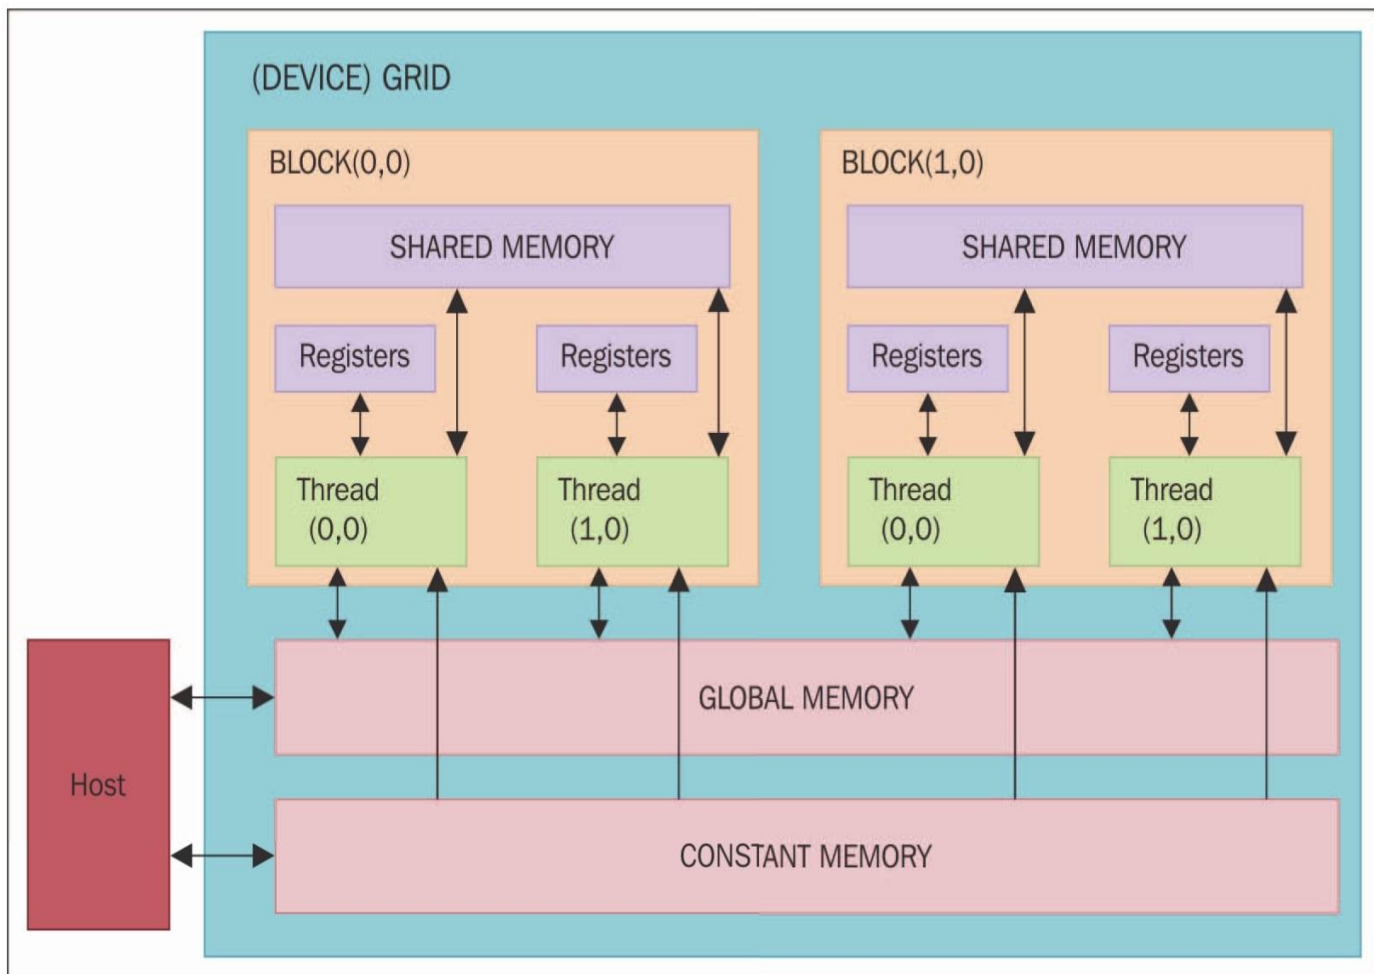 (DEVICE) GRID
BLOCK(0,0)
SHARED MEMORY
Registers
Registers
Thread
(0,0)
Thread
(1,0)
BLOCK(1,0)
SHARED MEMORY
Registers
Registers
Thread
(0,0)
Thread
(1,0)
Host
GLOBAL MEMORY
CONSTANT MEMORY